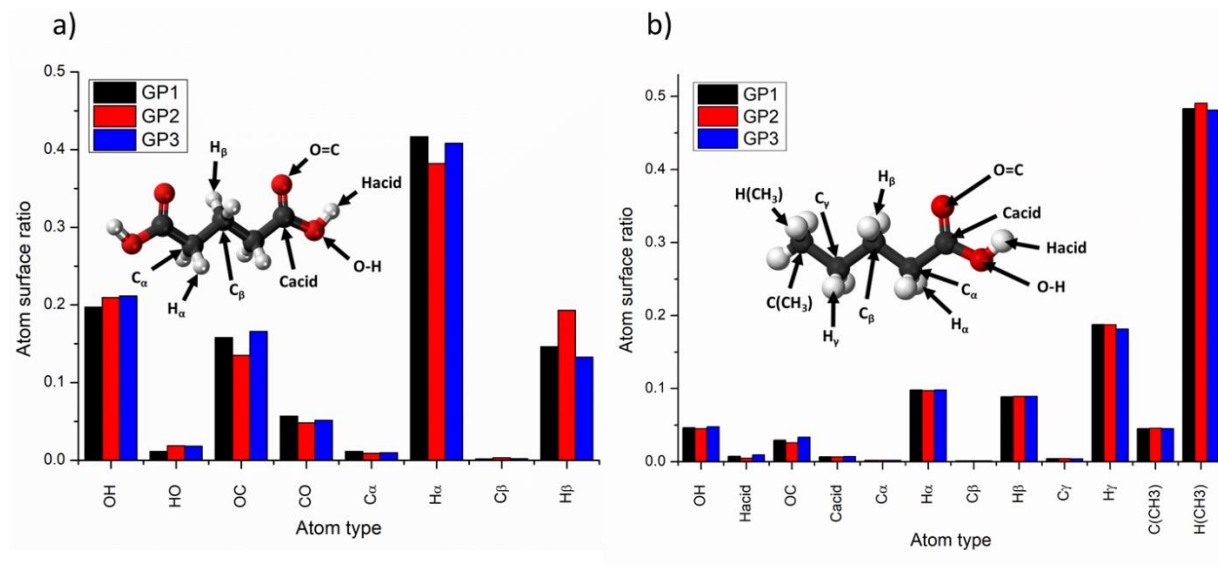 a)
Atom surface ratio
0.5
0.4
0.3
0.2
0.1
0.0
GP1
GP2
GP3
Hβ
O=C
Hacid
O-H
Cα
Hα
Cβ
Cacid
OH
HO
OC
CO
Cα
Hα
Cβ
Hβ
Atom type
b)
Atom surface ratio
0.5
0.4
0.3
0.2
0.1
0.0
GP1
GP2
GP3
O=C
Hβ
H(CH₃)
Cγ
Cacid
Hacid
O-H
C(CH₃)
Cβ
Cα
Hγ
Hα
OH
Hacid
OC
Cacid
Cα
Hα
Cβ
Hβ
Cγ
Hγ
C(CH3)
H(CH3)
Atom type